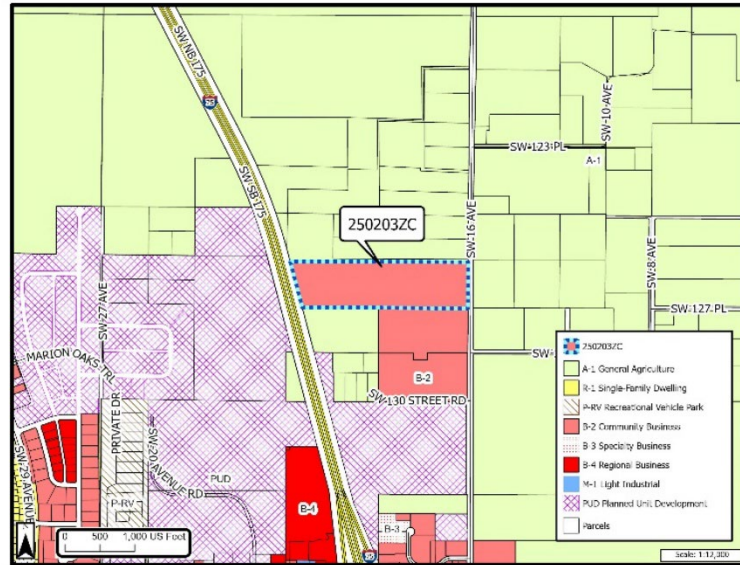 SW NB 175
SW SB 175
SW 16 AVE
SW 10 AVE
SW 123 PL
A-1
250203ZC
SW 8 AVE
SW 127 PL
SW 27 AVE
MARION OAKS TRL
PRIVATE DR
SW 20 AVENUE RD
SW 29 AVENUE
P-RV
PUD
B-2
SW 130 STREET RD
B-4
B-3
SW
250203ZC
A-1 General Agriculture
R-1 Single-Family Dwelling
P-RV Recreational Vehicle Park
B-2 Community Business
B-3 Specialty Business
B-4 Regional Business
M-1 Light Industrial
PUD Planned Unit Development
Parcels
0 500 1,000 US Feet
Scale: 1:12,300